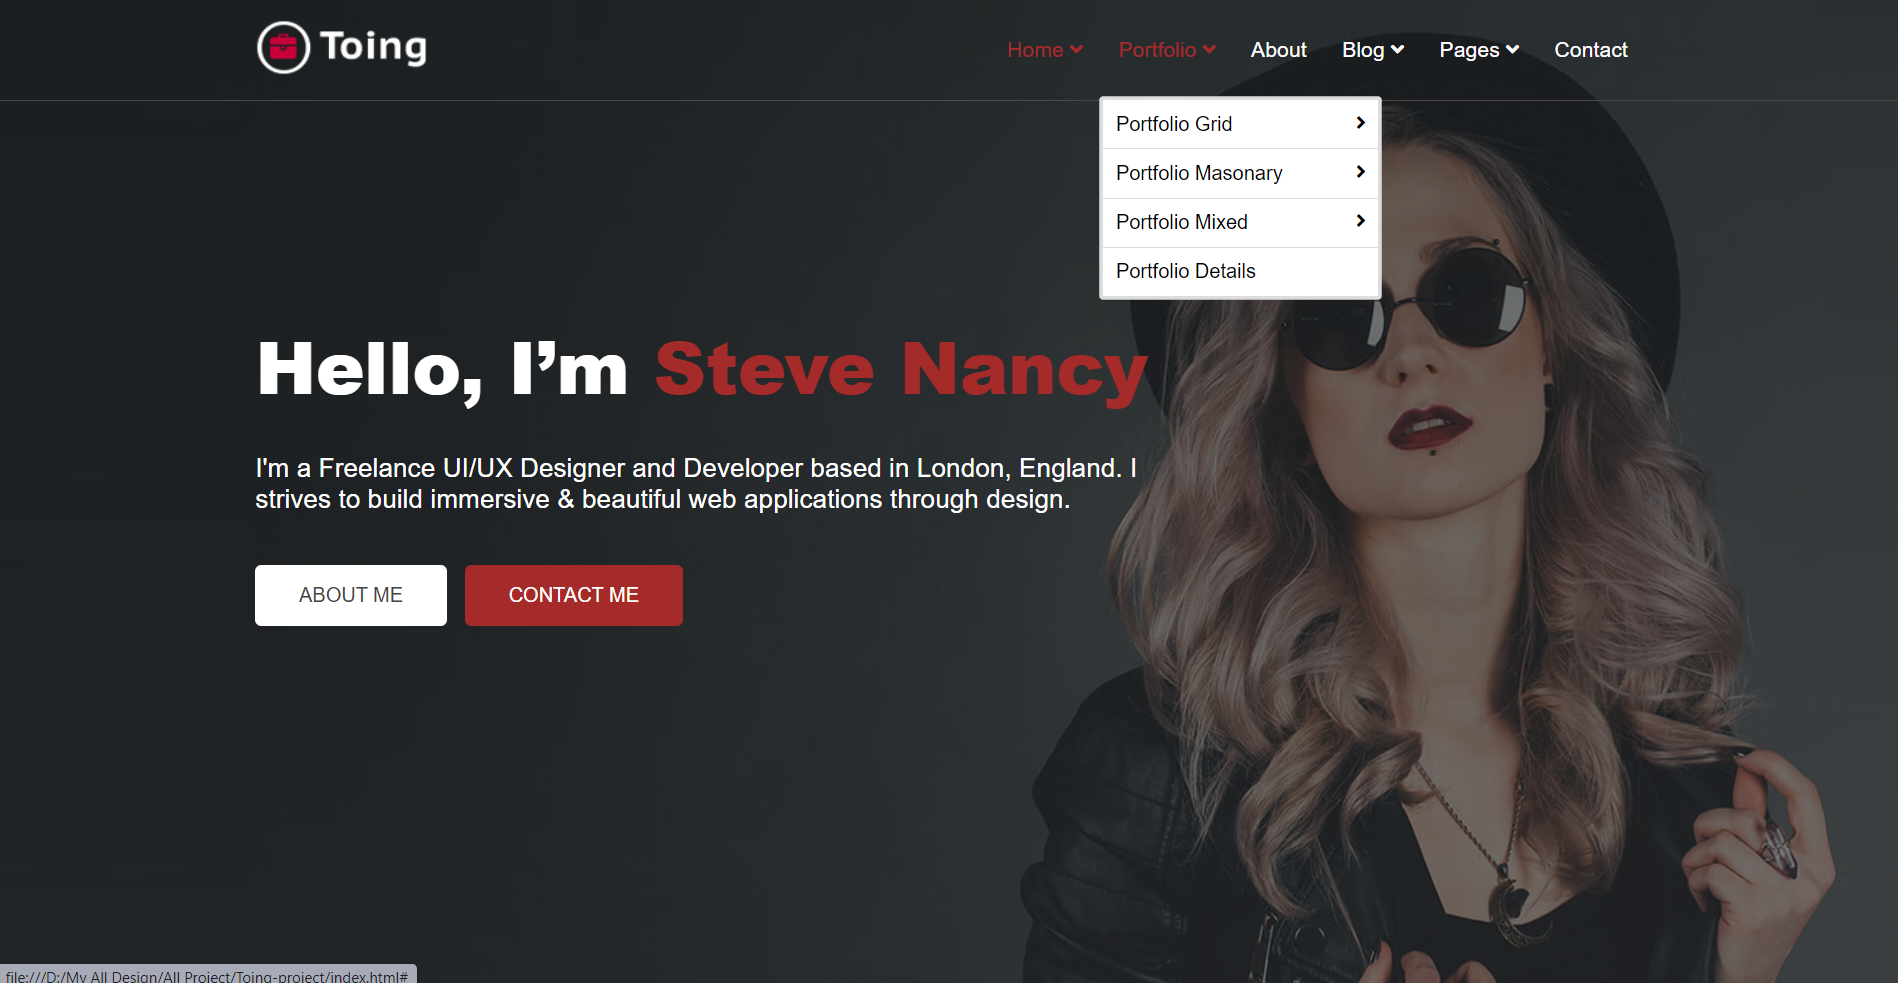 Toing
Home Portfolio About Blog Pages Contact
Portfolio Grid
Portfolio Masonary
Portfolio Mixed
Portfolio Details
Hello, I’m Steve Nancy
I'm a Freelance UI/UX Designer and Developer based in London, England. I
strives to build immersive & beautiful web applications through design.
ABOUT ME CONTACT ME
file:///D:/My All Design/All Project/Toing-project/index.html#